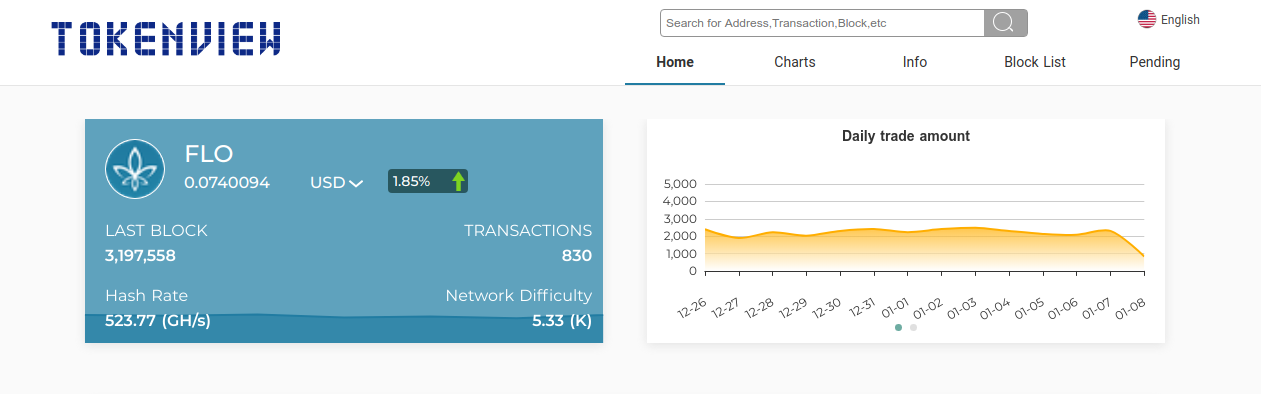 TOKENVIEW
Search for Address,Transaction,Block,etc
English
Home Charts Info Block List Pending
FLO
0.0740094 USD 1.85%
LAST BLOCK TRANSACTIONS
3,197,558 830
Hash Rate Network Difficulty
523.77 (GH/s) 5.33 (K)
Daily trade amount
5,000
4,000
3,000
2,000
1,000
0
12-26 12-27 12-28 12-29 12-30 12-31 01-01 01-02 01-03 01-04 01-05 01-06 01-07 01-08